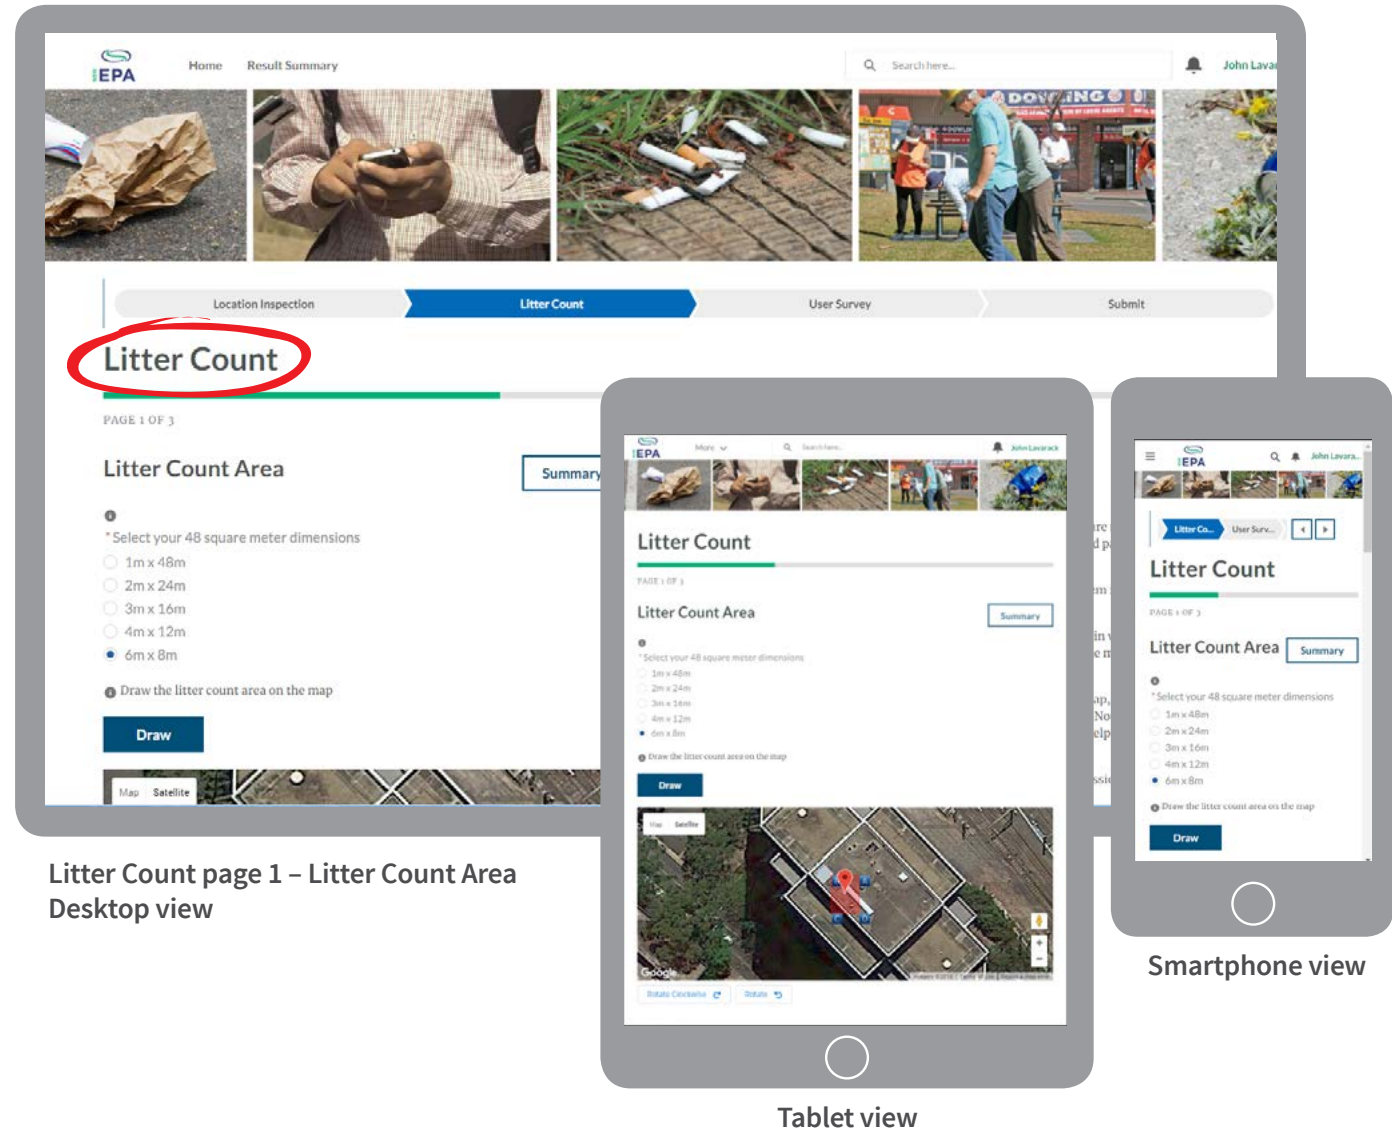 EPA
Home
Result Summary
Search here...
John Lavar
DOWLING
Location Inspection
Litter Count
User Survey
Submit
Litter Count
PAGE 1 OF 3
Litter Count Area
Summary
*Select your 48 square meter dimensions
1m x 48m
2m x 24m
3m x 16m
4m x 12m
6m x 8m
Draw the litter count area on the map
Draw
Map
Satellite
Litter Count page 1 – Litter Count Area
Desktop view
EPA
More
Search here...
John Lavarack
Litter Count
PAGE 1 OF 3
Litter Count Area
Summary
*Select your 48 square meter dimensions
1m x 48m
2m x 24m
3m x 16m
4m x 12m
6m x 8m
Draw the litter count area on the map
Draw
Map
Satellite
Google
Rotate Clockwise
Rotate
Tablet view
EPA
John Lavara...
Litter Co...
User Surv...
Litter Count
PAGE 1 OF 3
Litter Count Area
Summary
*Select your 48 square meter dimensions
1m x 48m
2m x 24m
3m x 16m
4m x 12m
6m x 8m
Draw the litter count area on the map
Draw
Smartphone view